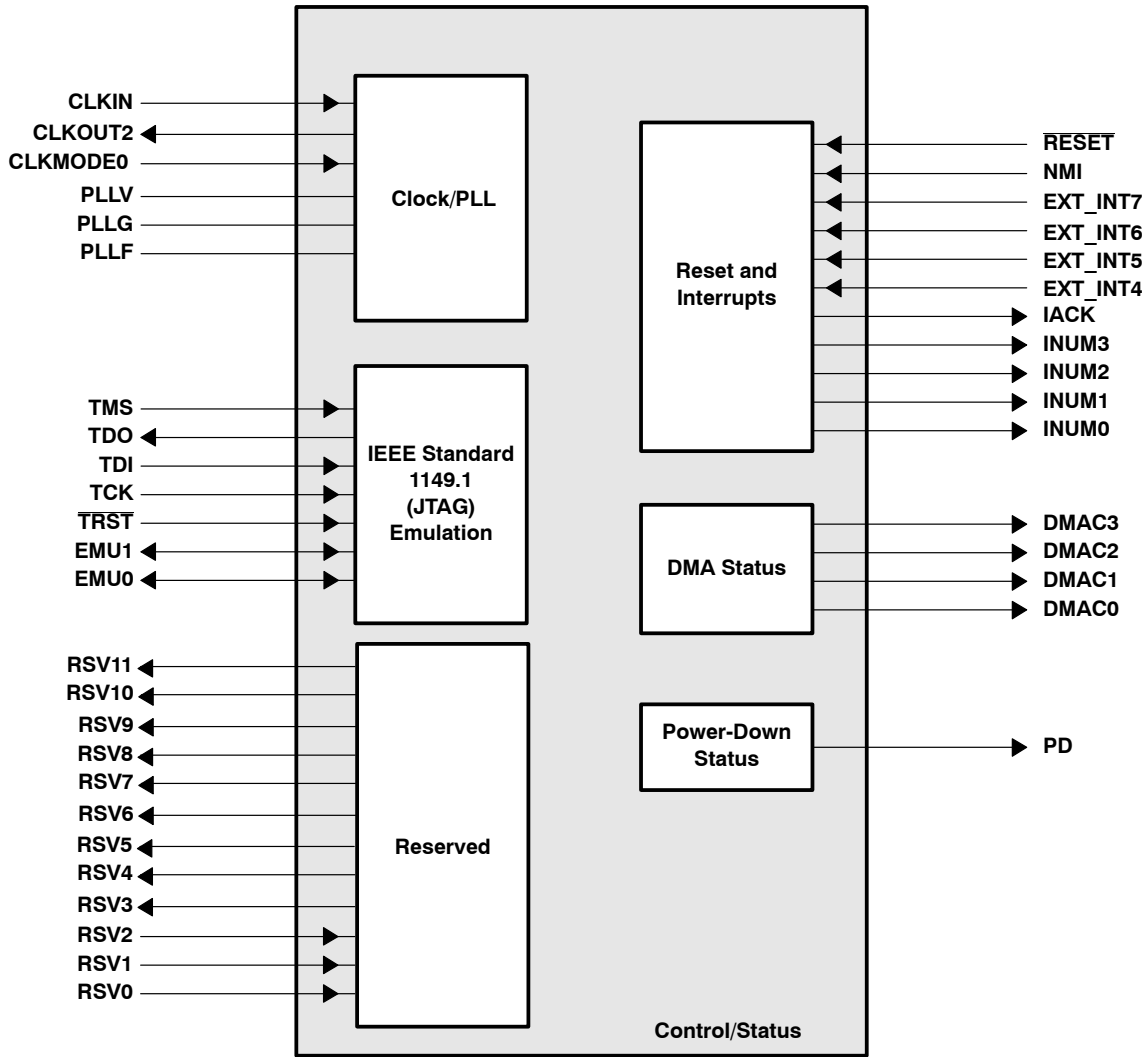 CLKIN
CLKOUT2
CLKMODE0
PLLV
PLLG
PLLF
Clock/PLL
TMS
TDO
TDI
TCK
TRST
EMU1
EMU0
IEEE Standard
1149.1
(JTAG)
Emulation
RSV11
RSV10
RSV9
RSV8
RSV7
RSV6
RSV5
RSV4
RSV3
RSV2
RSV1
RSV0
Reserved
Reset and
Interrupts
RESET
NMI
EXT_INT7
EXT_INT6
EXT_INT5
EXT_INT4
IACK
INUM3
INUM2
INUM1
INUM0
DMA Status
DMAC3
DMAC2
DMAC1
DMAC0
Power-Down
Status
PD
Control/Status